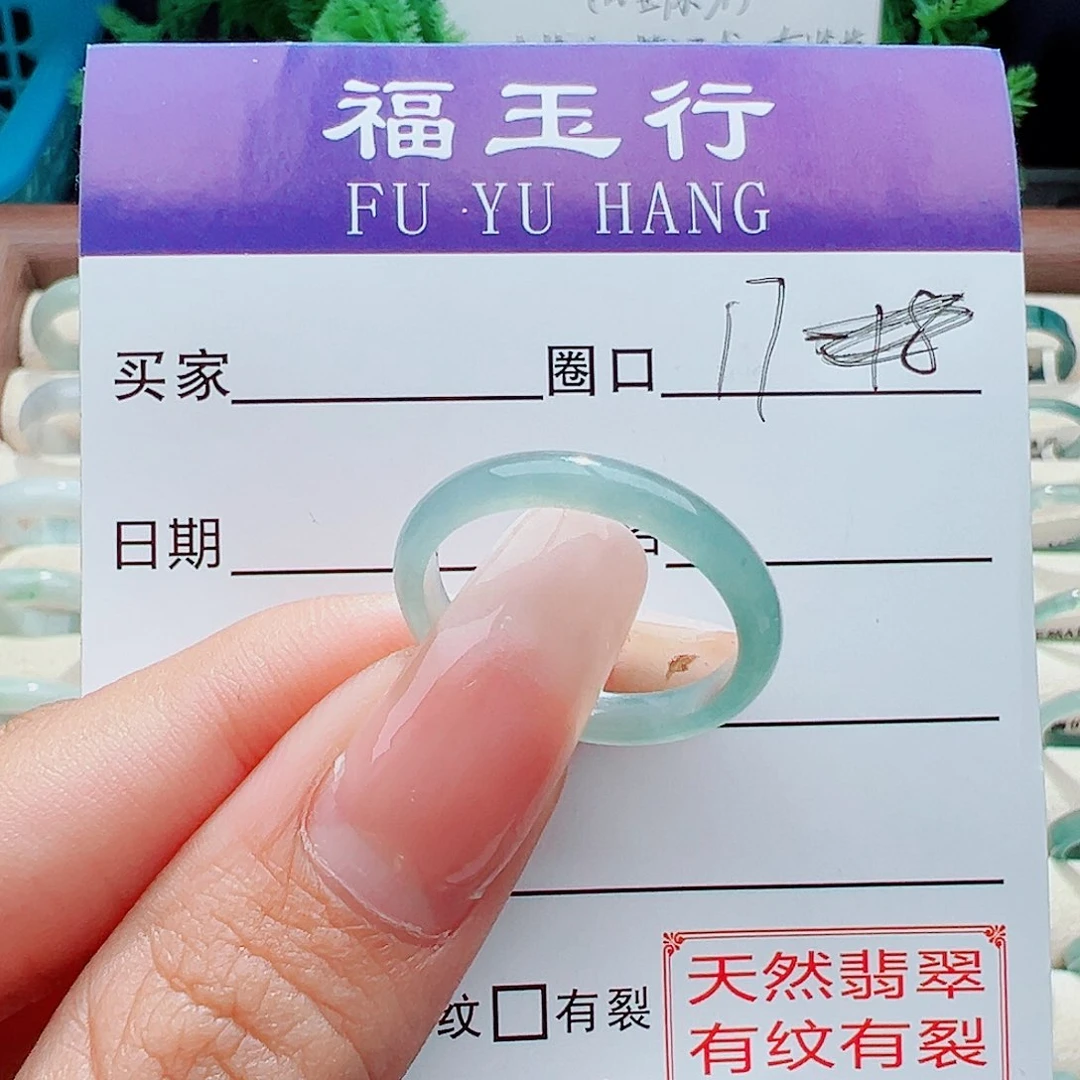 福玉行
FU YU HANG
买家 圈口 17
日期
纹 有裂
天然翡翠
有纹有裂